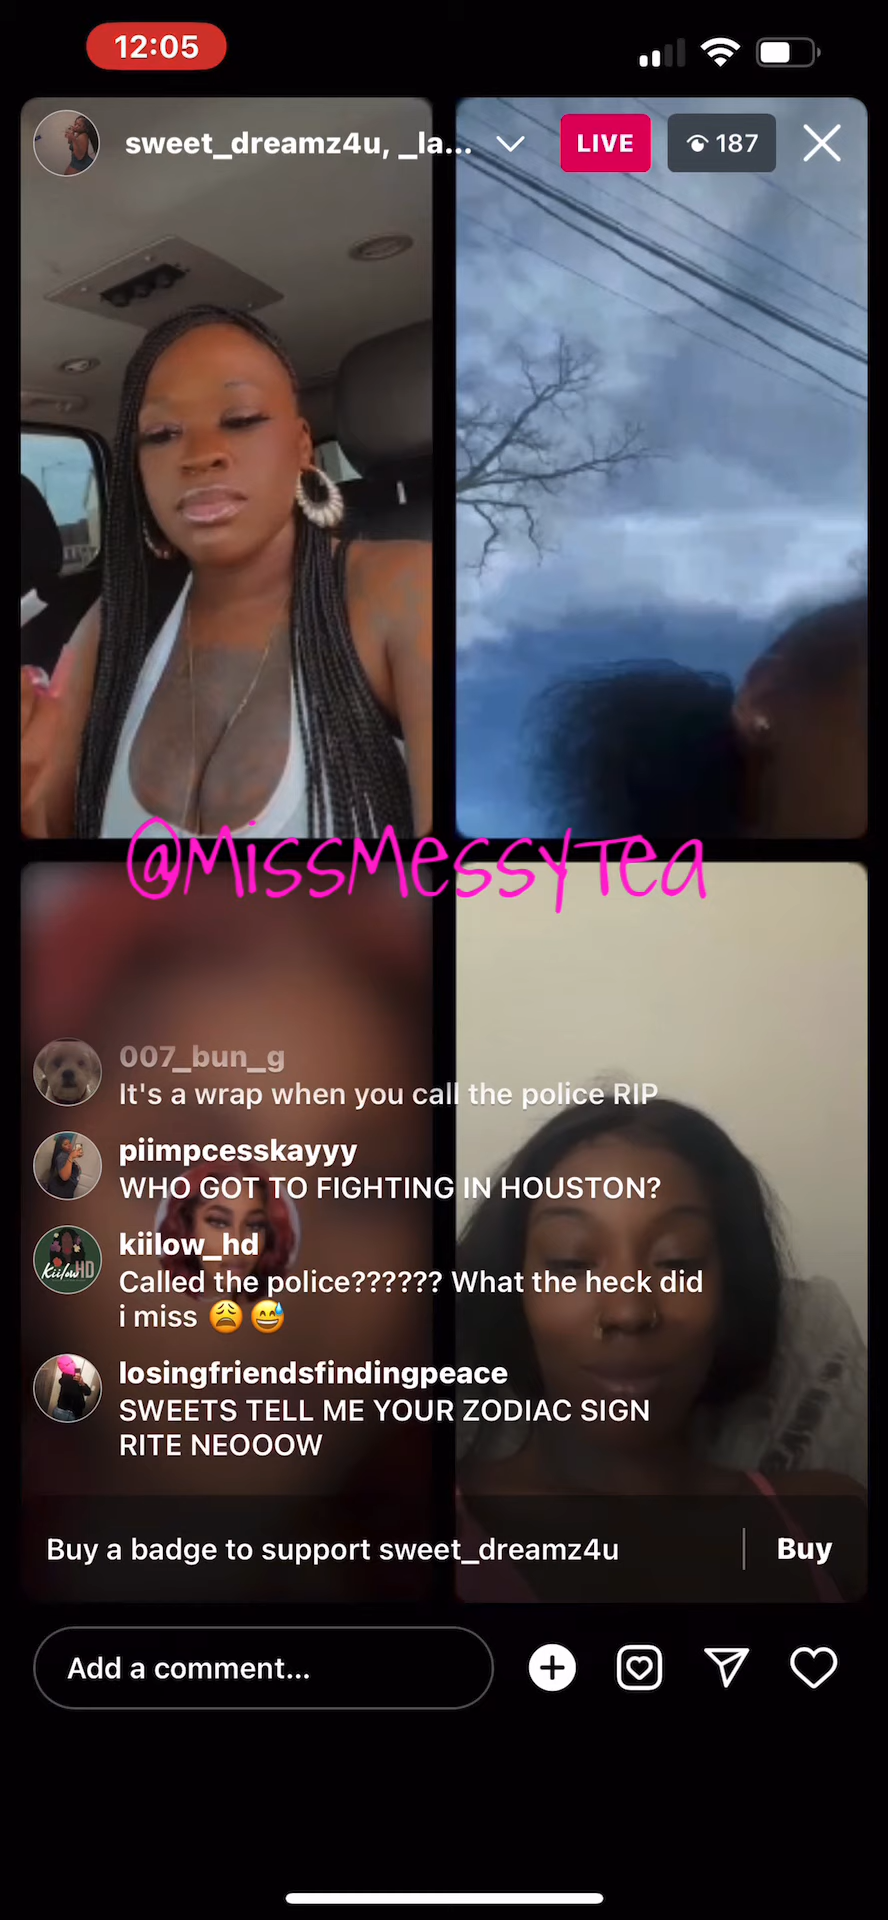 12:05
sweet_dreamz4u, _la...
LIVE
187
@MissMessyTea
007_bun_g
It's a wrap when you call the police RIP
piimpcesskayyy
WHO GOT TO FIGHTING IN HOUSTON?
kiilow_hd
KiilowHD
Called the police?????? What the heck did
i miss 😩😅
losingfriendsfindingpeace
SWEETS TELL ME YOUR ZODIAC SIGN
RITE NEOOOW
Buy a badge to support sweet_dreamz4u
Buy
Add a comment...